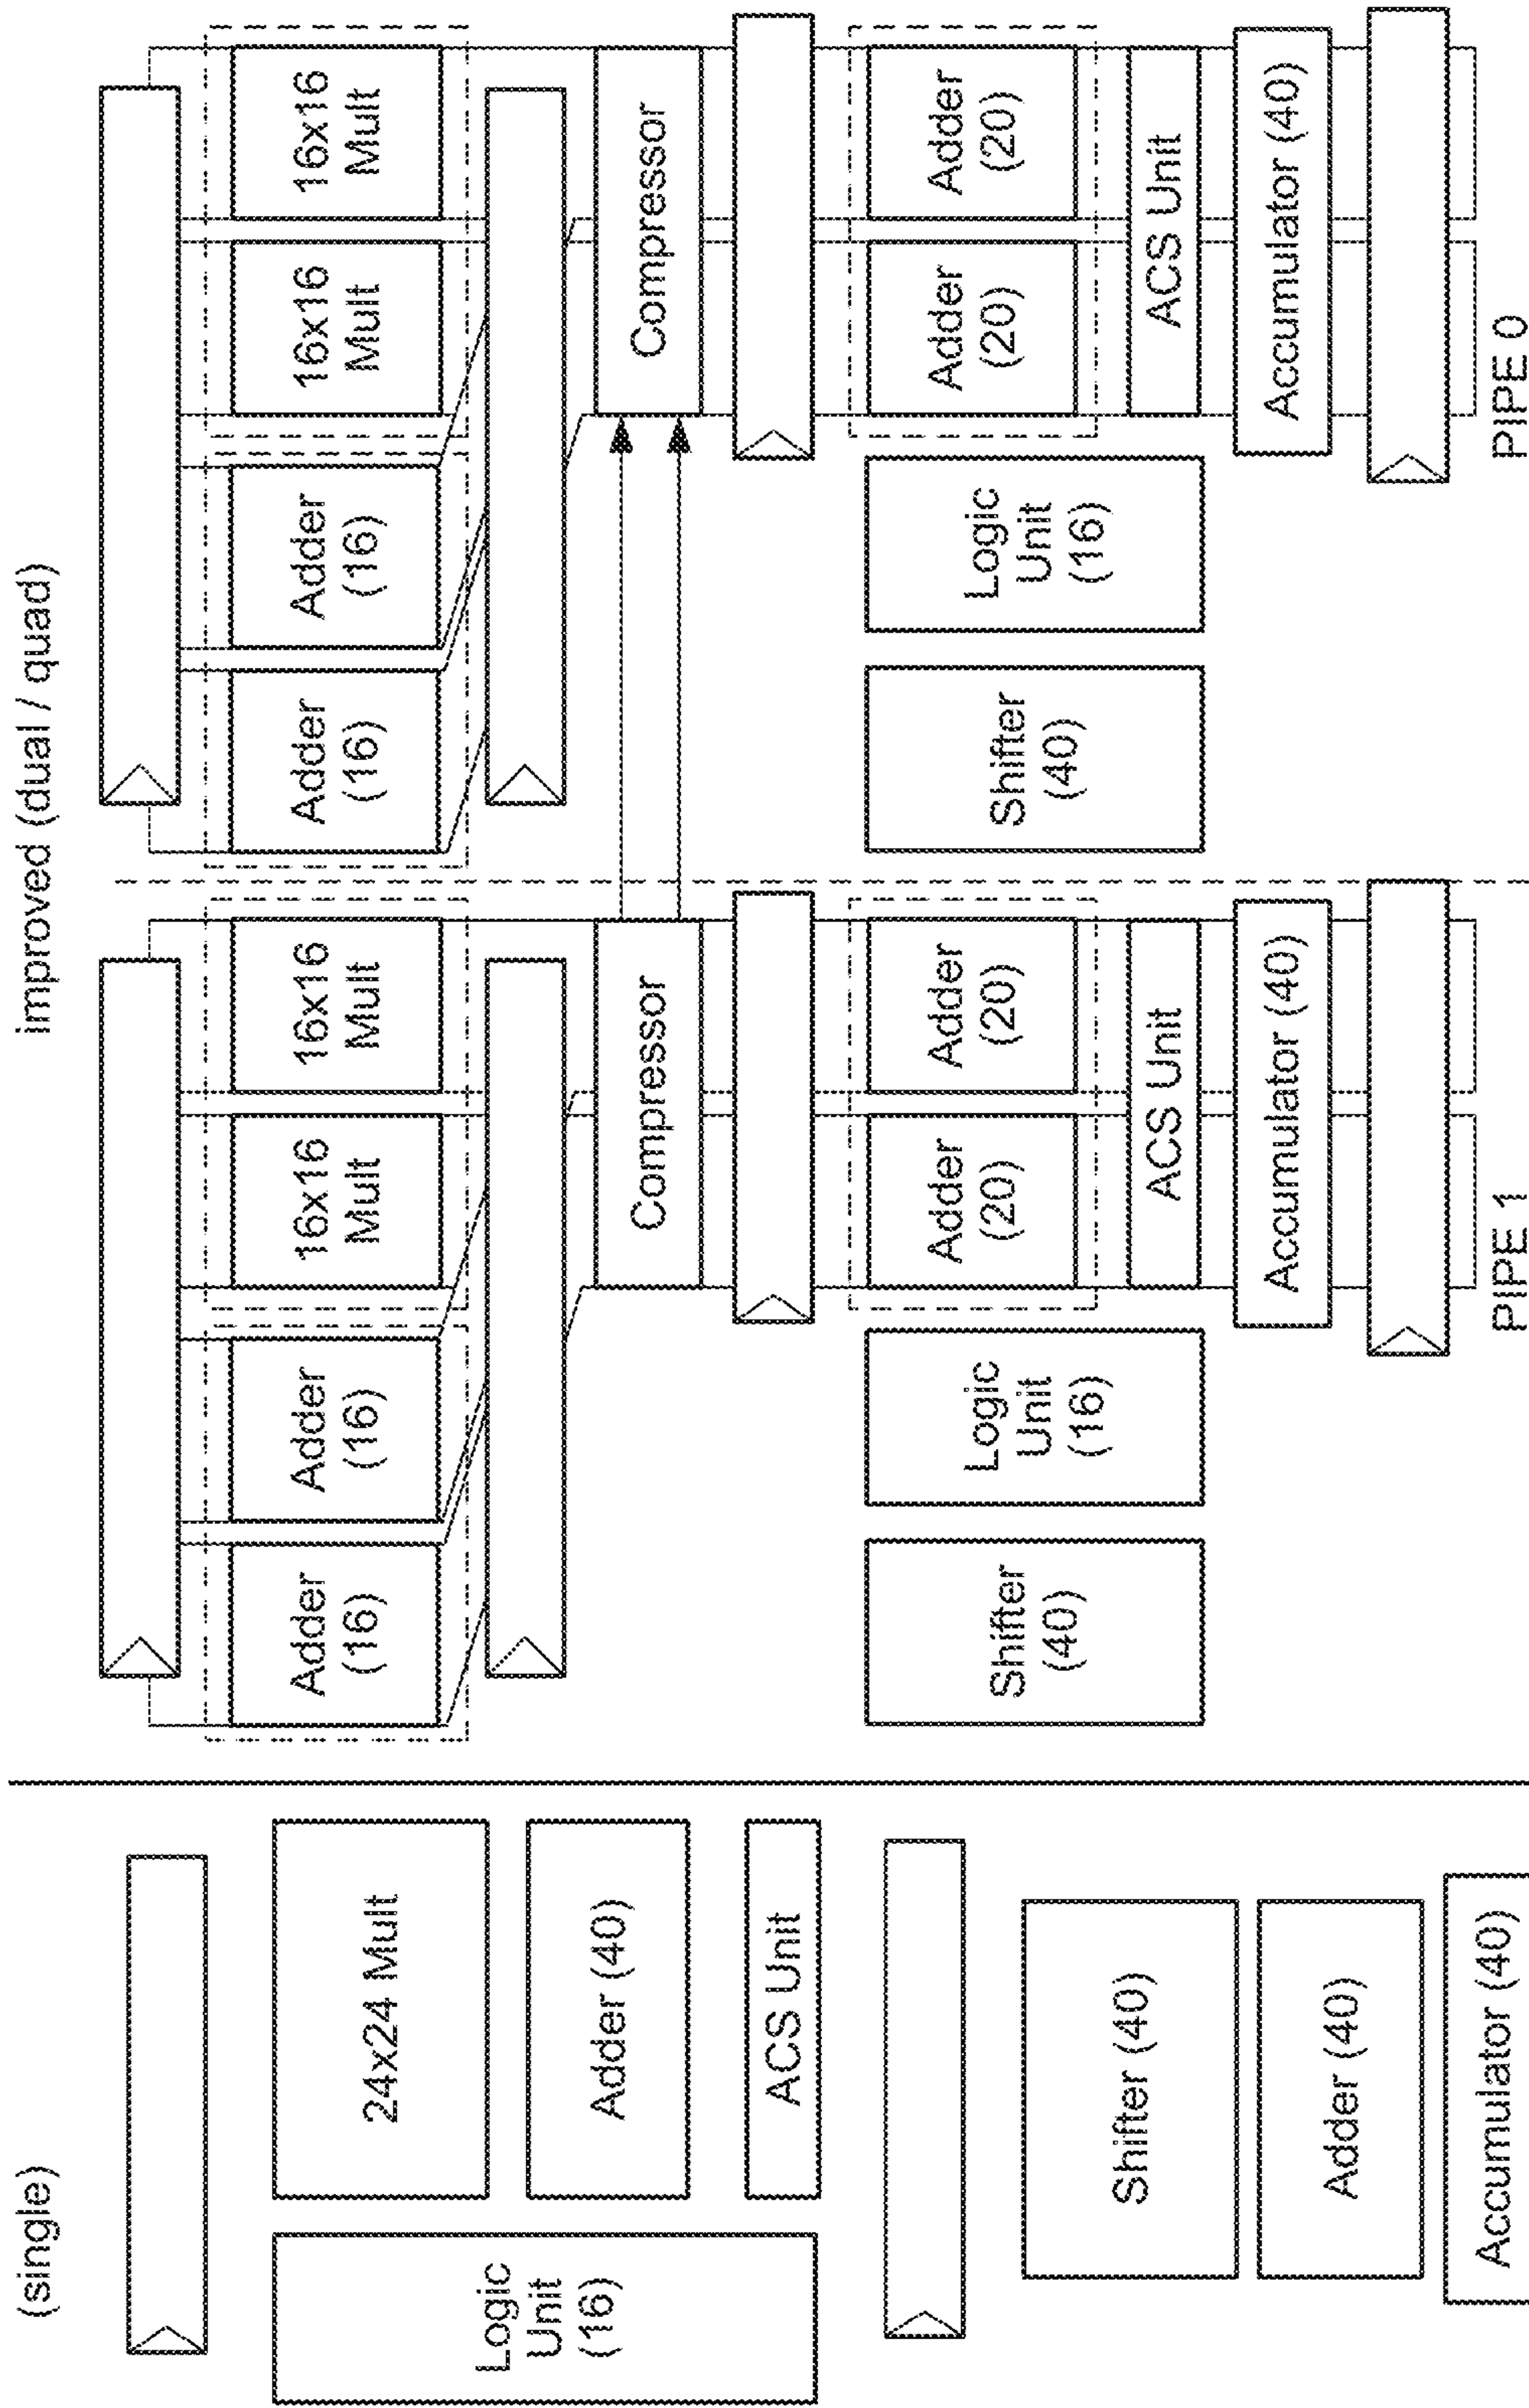 (single)
Logic
Unit
(16)
24x24 Mult
Adder (40)
ACS Unit
Shifter (40)
Adder (40)
Accumulator (40)
improved (dual / quad)
Adder
(16)
Adder
(16)
16x16
Mult
16x16
Mult
Compressor
Shifter
(40)
Logic
Unit
(16)
Adder
(20)
Adder
(20)
ACS Unit
Accumulator (40)
PIPE 1
Adder
(16)
Adder
(16)
16x16
Mult
16x16
Mult
Compressor
Shifter
(40)
Logic
Unit
(16)
Adder
(20)
Adder
(20)
ACS Unit
Accumulator (40)
PIPE 0